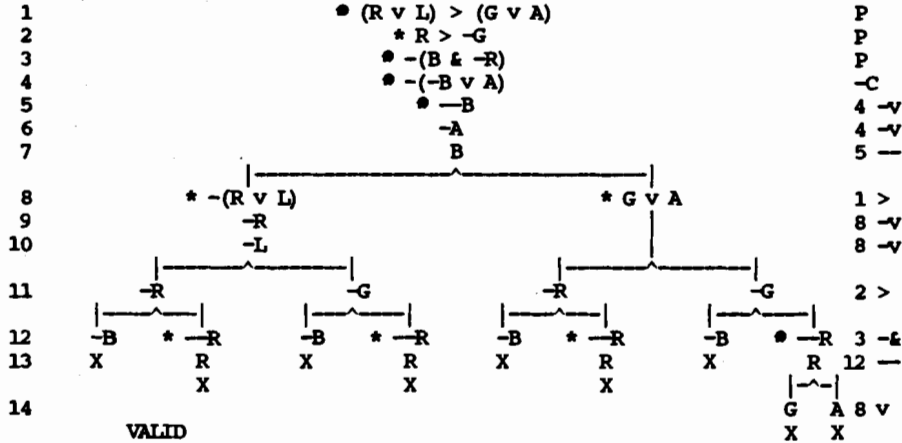 1 * (R v L) > (G v A) P
2 * R > -G P
3 * -(B & -R) P
4 * -(-B v A) -C
5 * --B 4 -v
6 -A 4 -v
7 B 5 --
8 * -(R v L) * G v A 1 >
9 -R 8 -v
10 -L 8 -v
11 -R -G -R -G 2 >
12 -B * --R -B * --R -B * --R -B * --R 3 -&
13 X R X R X R X R 12 --
X X X
14 G A 8 v
VALID X X